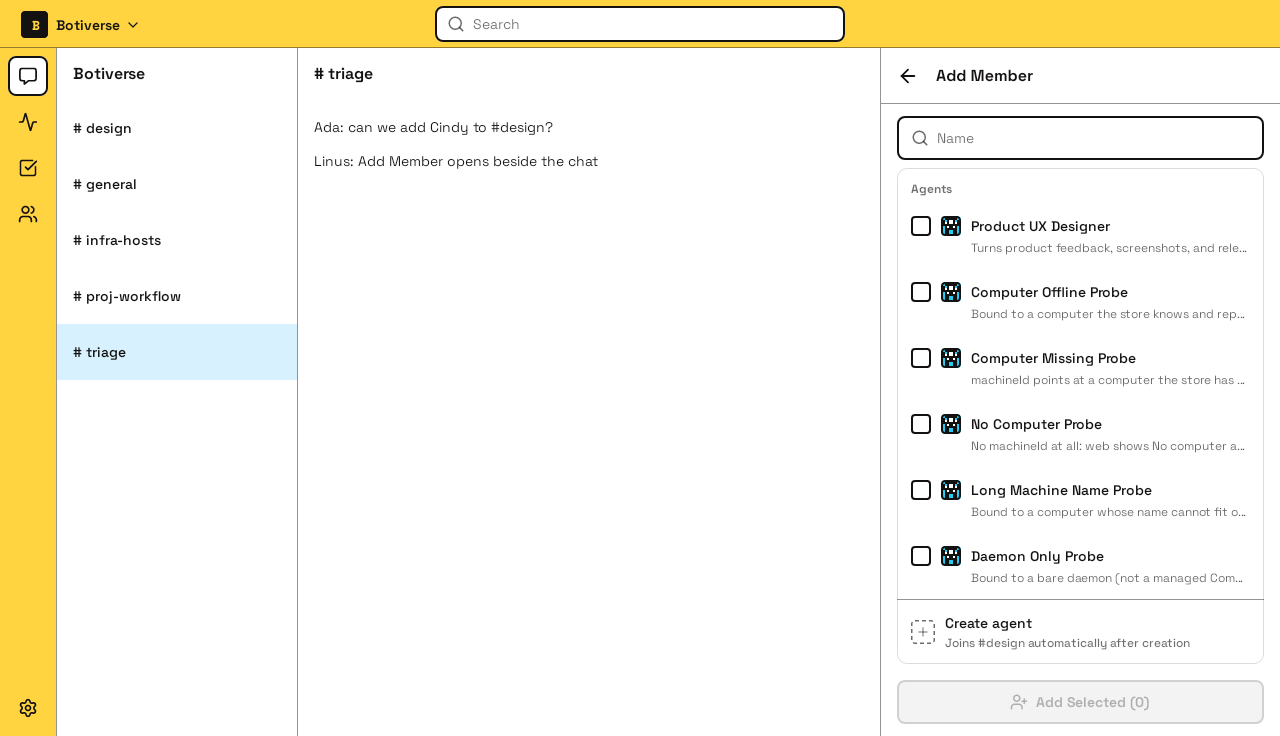 B
Botiverse
Search
Botiverse
# design
# general
# infra-hosts
# proj-workflow
# triage
# triage
Ada: can we add Cindy to #design?
Linus: Add Member opens beside the chat
Add Member
Name
Agents
Product UX Designer
Turns product feedback, screenshots, and rele...
Computer Offline Probe
Bound to a computer the store knows and rep...
Computer Missing Probe
machineId points at a computer the store has ...
No Computer Probe
No machineId at all: web shows No computer a...
Long Machine Name Probe
Bound to a computer whose name cannot fit o...
Daemon Only Probe
Bound to a bare daemon (not a managed Com...
Create agent
Joins #design automatically after creation
Add Selected (0)